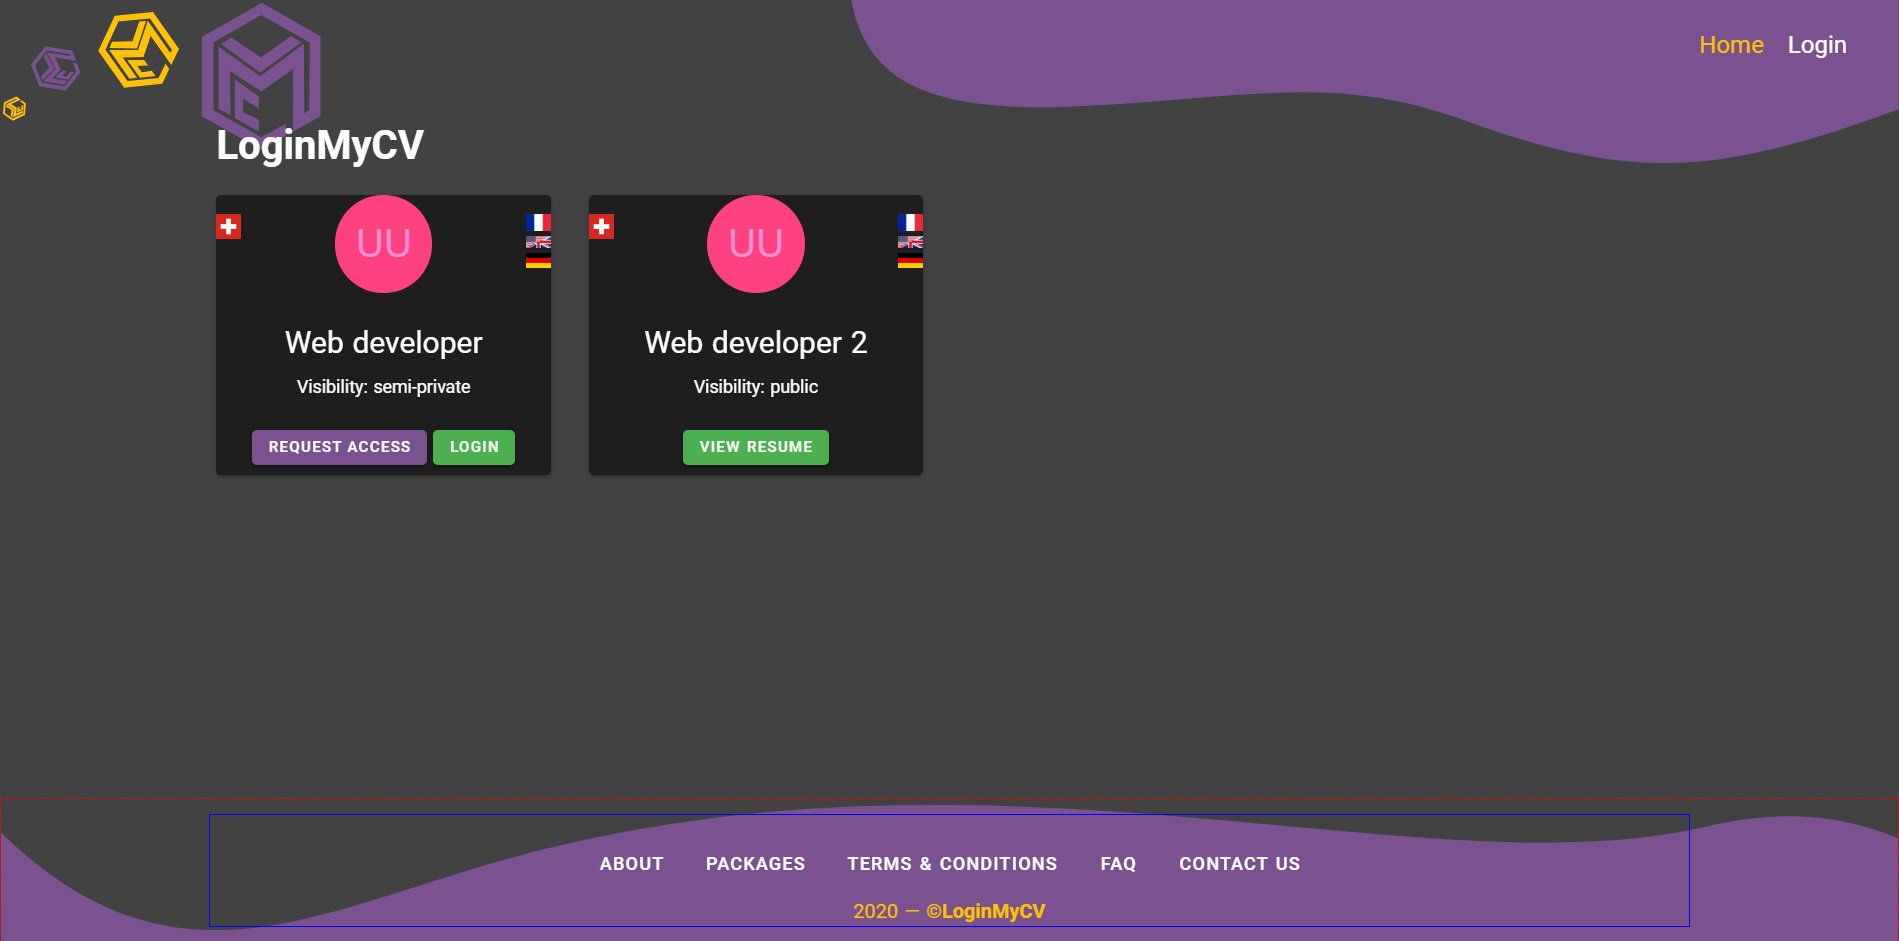 Home Login
LoginMyCV
UU
Web developer
Visibility: semi-private
REQUEST ACCESS LOGIN
UU
Web developer 2
Visibility: public
VIEW RESUME
ABOUT PACKAGES TERMS & CONDITIONS FAQ CONTACT US
2020 — ©LoginMyCV